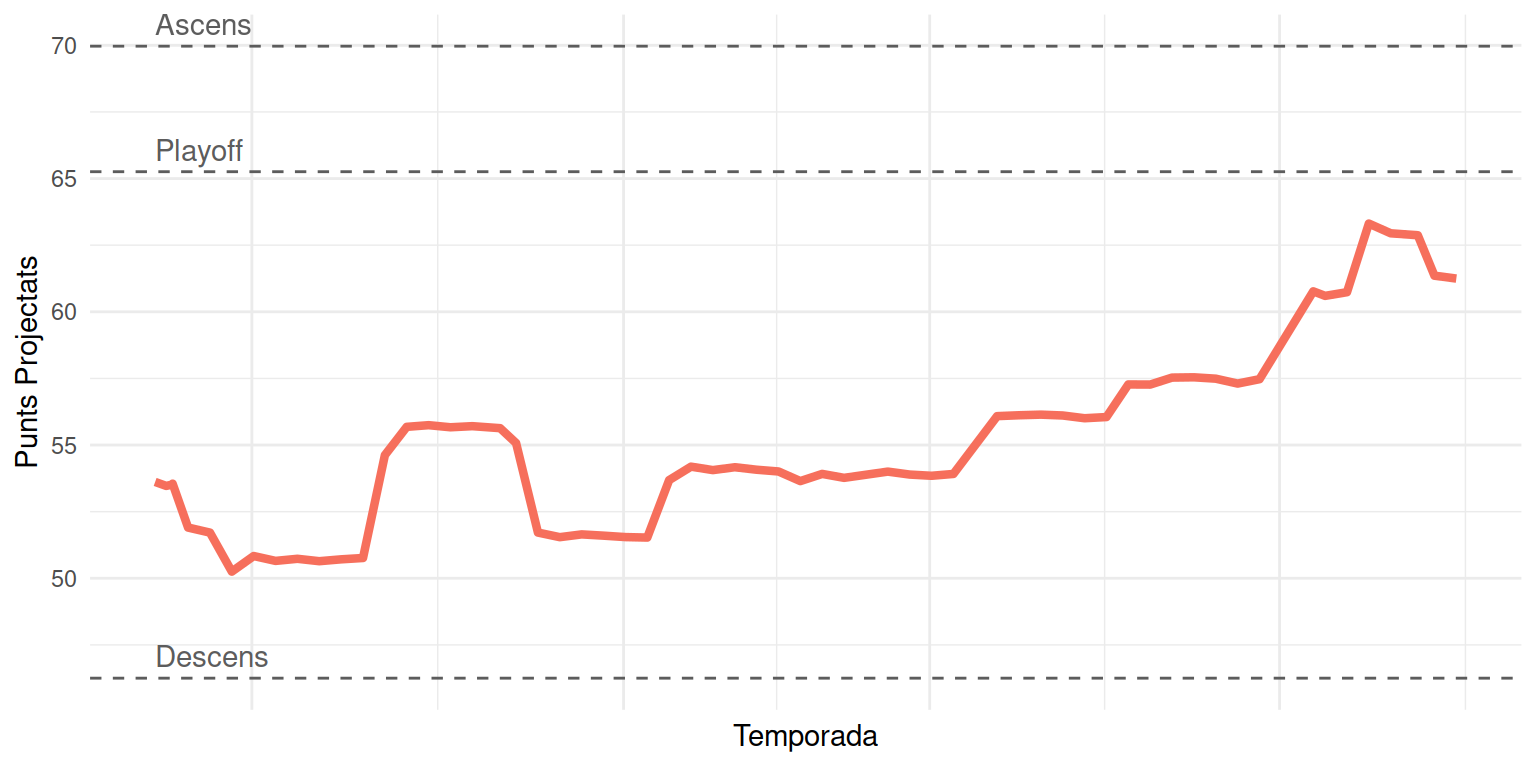 Ascens
70
Playoff
65
60
55
50
Descens
Punts Projectats
Temporada